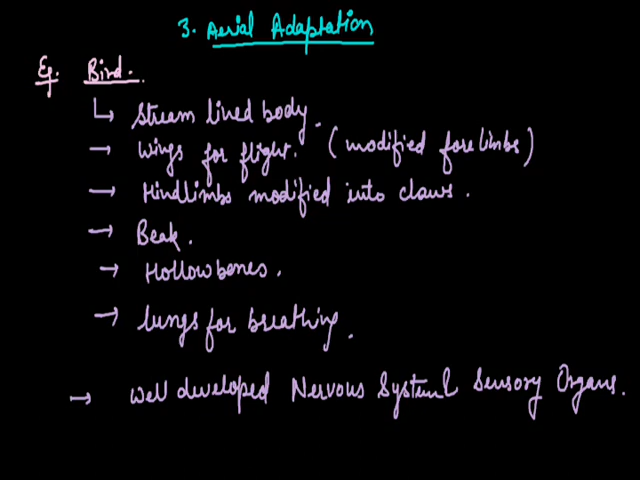 3. Aerial Adaptation
Eg. Bird.
↳ Stream lined body.
→ Wings for flight. (modified forelimbs)
→ Hindlimbs modified into claws.
→ Beak.
→ Hollow bones.
→ Lungs for breathing.
→ Well developed Nervous System & Sensory Organs.